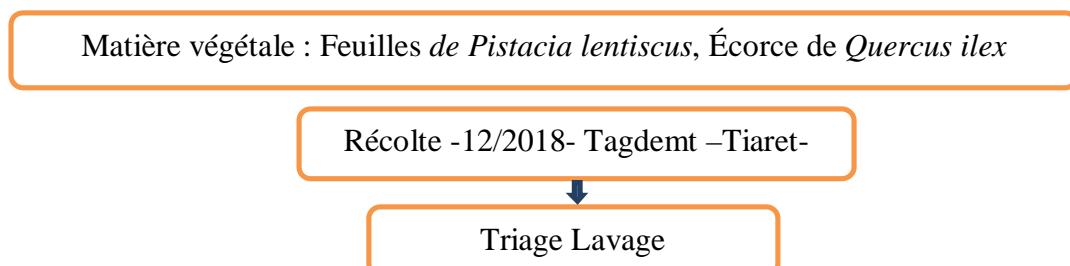 Matière végétale : Feuilles de Pistacia lentiscus, Écorce de Quercus ilex
Récolte -12/2018- Tagdemt –Tiaret-
Triage Lavage